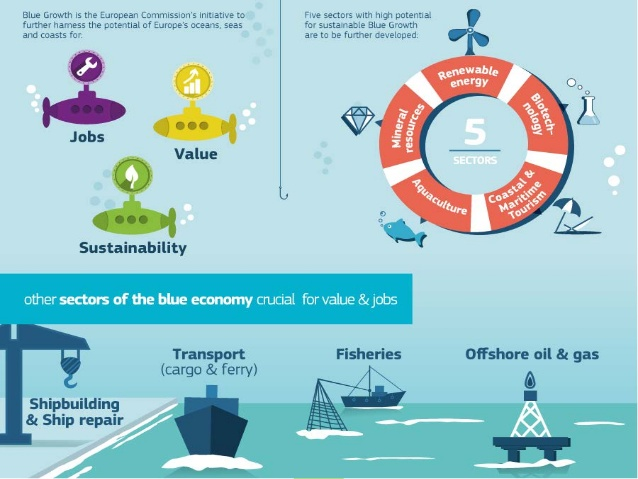 Blue Growth is the European Commission's initiative to
further harness the potential of Europe's oceans, seas
and coasts for:
Jobs
Value
Sustainability
Five sectors with high potential
for sustainable Blue Growth
are to be further developed:
5
SECTORS
Renewable
energy
Biotech-
nology
Coastal &
Maritime
Tourism
Aquaculture
Mineral
resources
other sectors of the blue economy crucial for value & jobs
Shipbuilding
& Ship repair
Transport
(cargo & ferry)
Fisheries
Offshore oil & gas